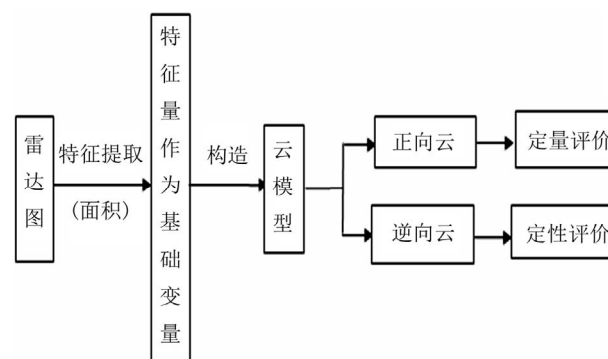 雷达图
特征提取
(面积)
特征量作为基础变量
构造
云模型
正向云
定量评价
逆向云
定性评价